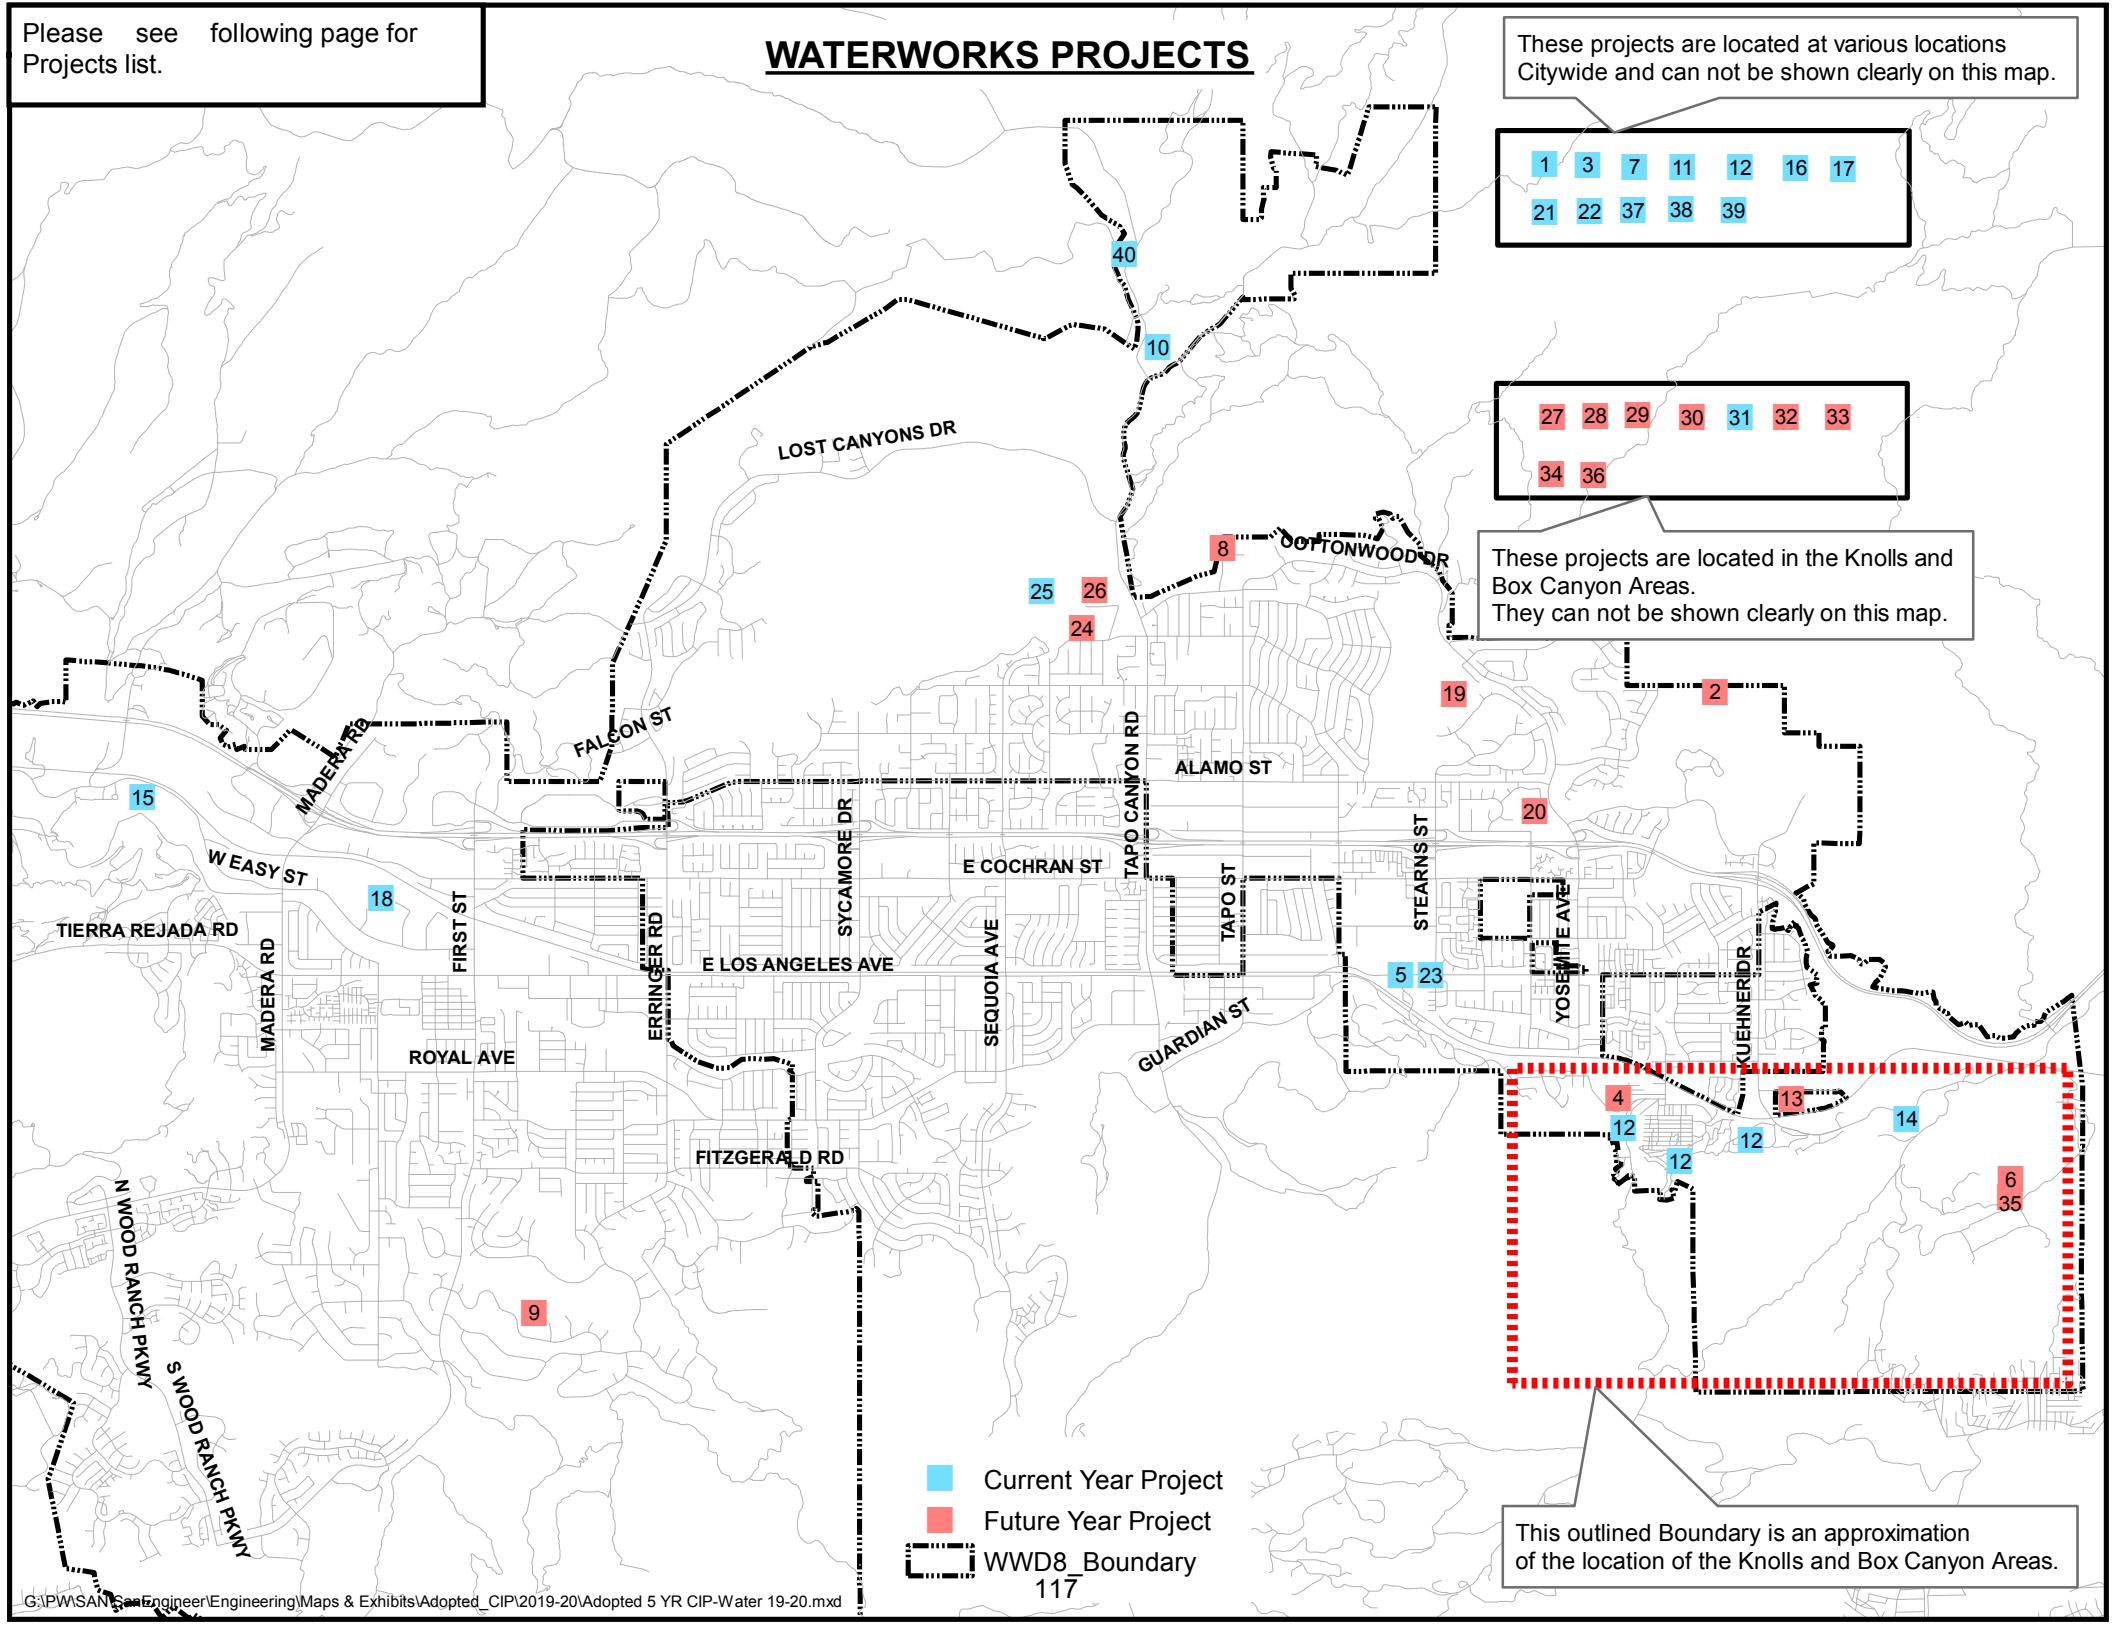 Please see following page for
Projects list.
WATERWORKS PROJECTS
These projects are located at various locations
Citywide and can not be shown clearly on this map.
1 3 7 11 12 16 17
21 22 37 38 39
40
10
27 28 29 30 31 32 33
34 36
These projects are located in the Knolls and
Box Canyon Areas.
They can not be shown clearly on this map.
LOST CANYONS DR
8
COTTONWOOD DR
25 26
24
19
2
FALCON ST
MADERA RD
TAPO CANYON RD
ALAMO ST
15
20
SYCAMORE DR
STEARNS ST
W EASY ST
E COCHRAN ST
18
TAPO ST
YOSEMITE AVE
FIRST ST
TIERRA REJADA RD
MADERA RD
ERRINGER RD
E LOS ANGELES AVE
SEQUOIA AVE
5 23
KUEHNER DR
GUARDIAN ST
ROYAL AVE
4
13
12
14
12
12
FITZGERALD RD
6
35
N WOOD RANCH PKWY
9
S WOOD RANCH PKWY
Current Year Project
Future Year Project
WWD8_Boundary
117
This outlined Boundary is an approximation
of the location of the Knolls and Box Canyon Areas.
G:\PW\SAN\SanEngineer\Engineering\Maps & Exhibits\Adopted_CIP\2019-20\Adopted 5 YR CIP-Water 19-20.mxd